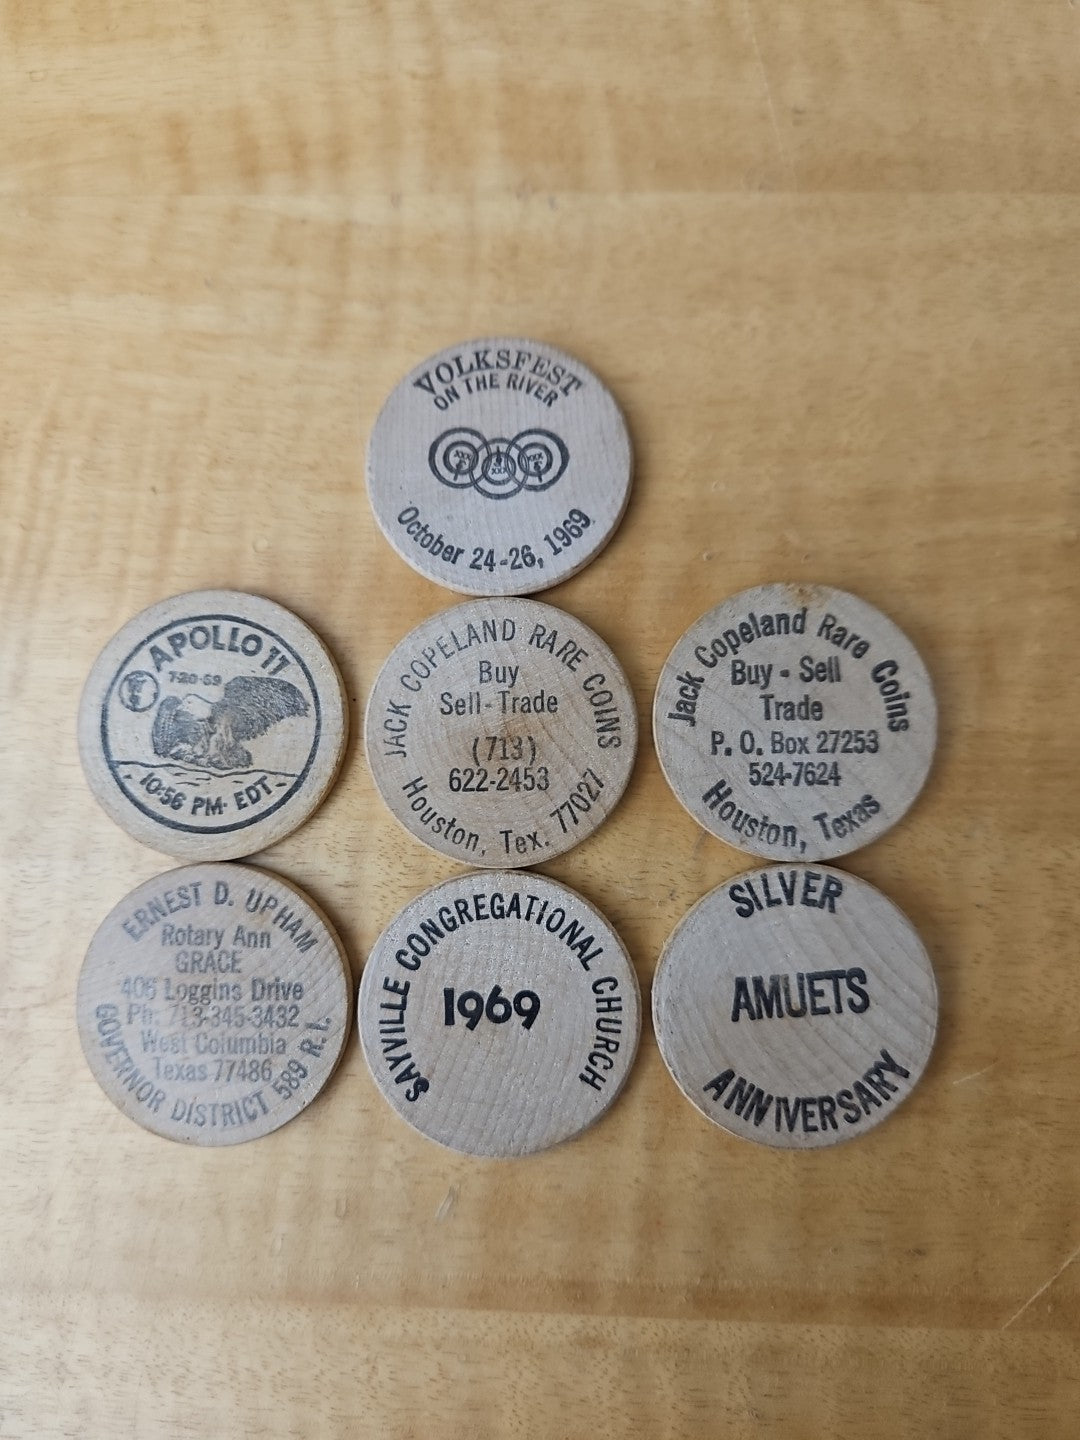 VOLKSFEST
ON THE RIVER
October 24-26, 1969
APOLLO 11
7-20-69
10:56 PM EDT
JACK COPELAND RARE COINS
Buy
Sell-Trade
(713)
622-2453
Houston, Tex. 77027
Jack Copeland Rare Coins
Buy - Sell
Trade
P. O. Box 27253
524-7624
Houston, Texas
ERNEST D. UPHAM
Rotary Ann
GRACE
406 Loggins Drive
Ph. 713-345-3432
West Columbia
Texas 77486
GOVERNOR DISTRICT 589 R.I.
SAYVILLE CONGREGATIONAL CHURCH
1969
SILVER
AMUETS
ANNIVERSARY